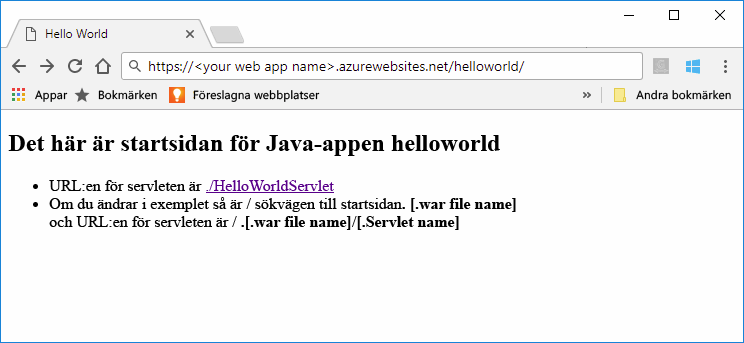 Hello World
https://<your web app name>.azurewebsites.net/helloworld/
Appar Bokmärken Föreslagna webbplatser » Andra bokmärken
Det här är startsidan för Java-appen helloworld
• URL:en för servleten är ./HelloWorldServlet
• Om du ändrar i exemplet så är / sökvägen till startsidan. [.war file name]
och URL:en för servleten är / .[.war file name]/[.Servlet name]